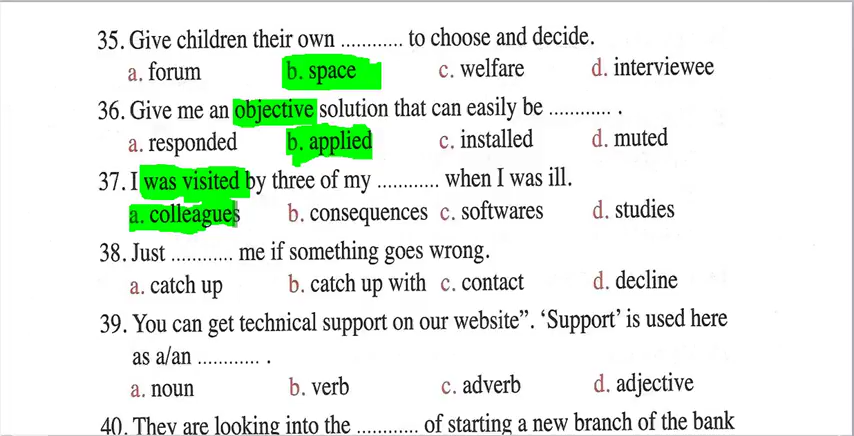 35. Give children their own ............ to choose and decide.
a. forum b. space c. welfare d. interviewee
36. Give me an objective solution that can easily be ............ .
a. responded b. applied c. installed d. muted
37. I was visited by three of my ............ when I was ill.
a. colleagues b. consequences c. softwares d. studies
38. Just ............ me if something goes wrong.
a. catch up b. catch up with c. contact d. decline
39. You can get technical support on our website”. ‘Support’ is used here
as a/an ............ .
a. noun b. verb c. adverb d. adjective
40. They are looking into the ............ of starting a new branch of the bank